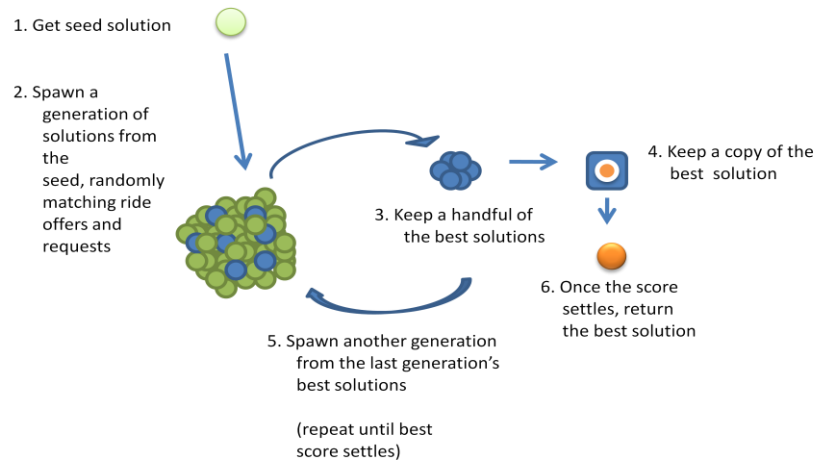 1. Get seed solution
2. Spawn a
generation of
solutions from
the
seed, randomly
matching ride
offers and
requests
3. Keep a handful of
the best solutions
4. Keep a copy of the
best solution
5. Spawn another generation
from the last generation’s
best solutions
(repeat until best
score settles)
6. Once the score
settles, return
the best solution